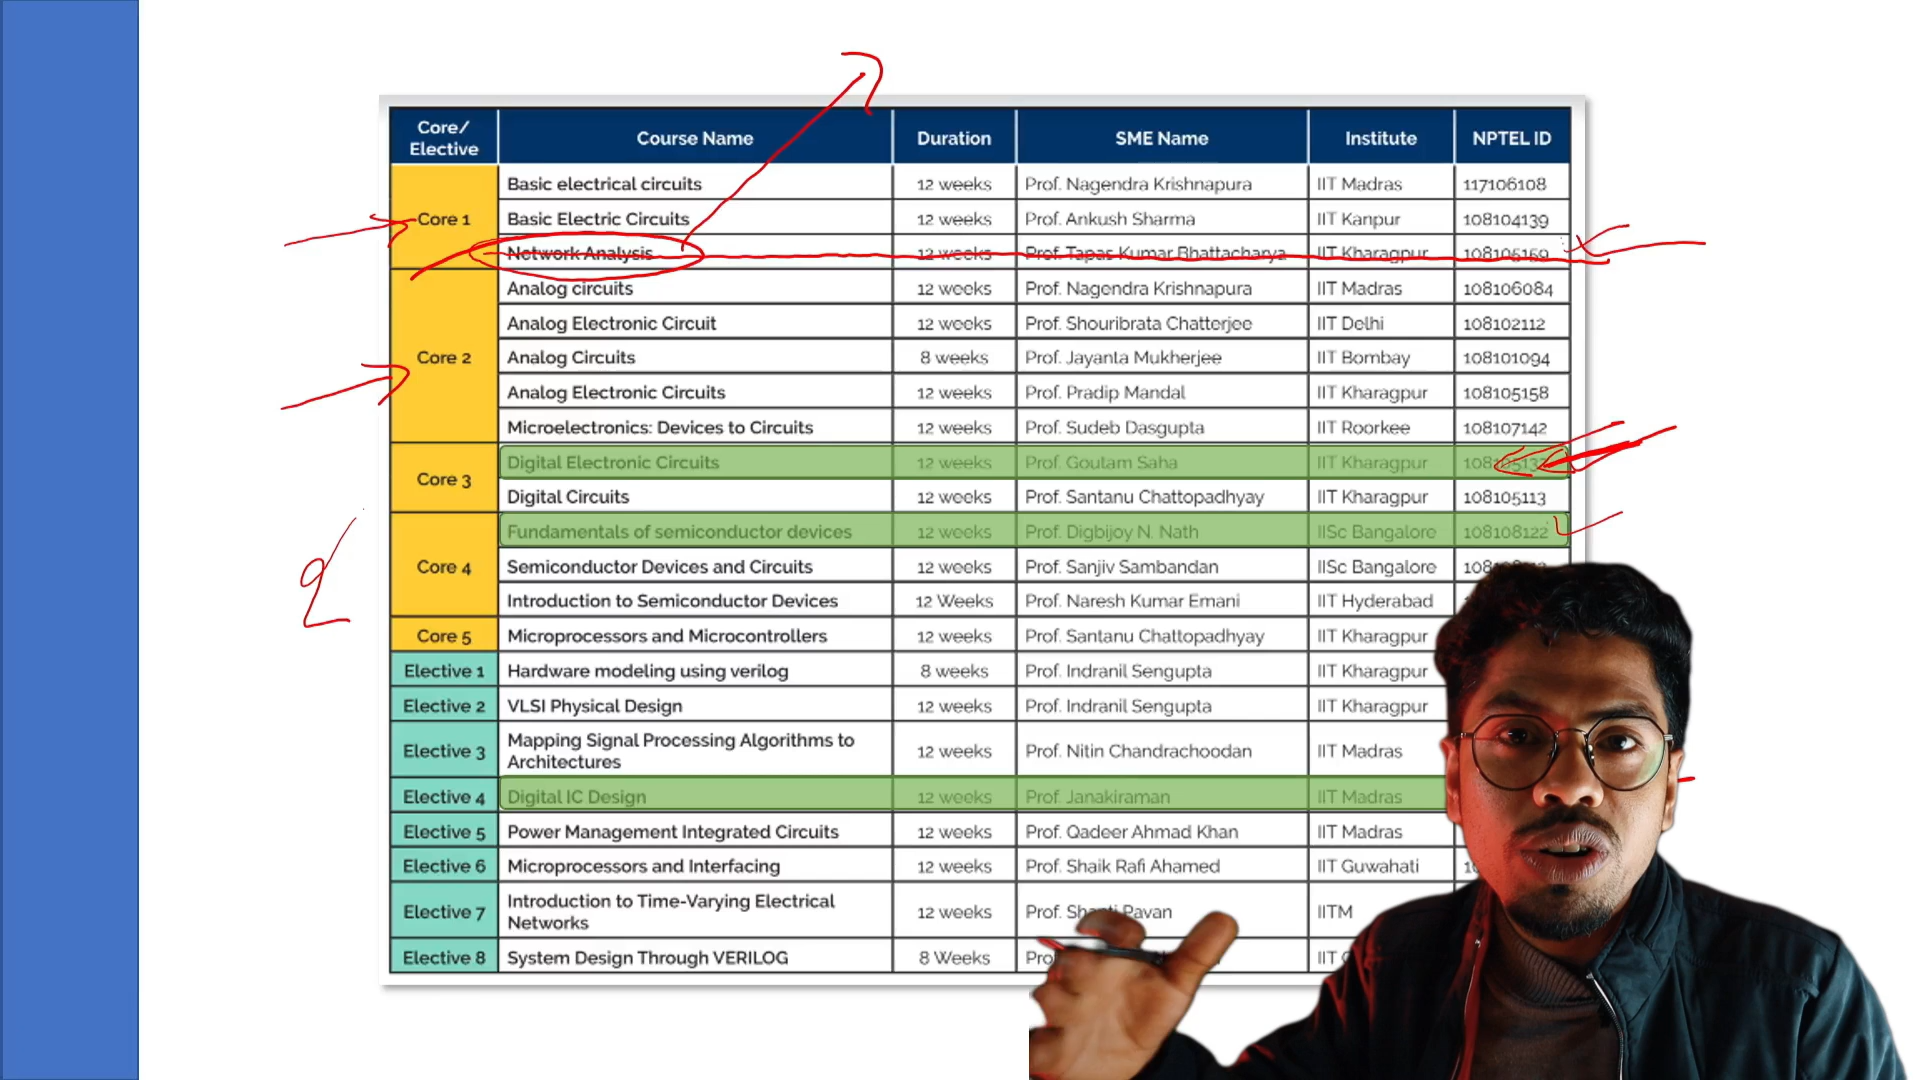 Core/ Elective Course Name Duration SME Name Institute NPTEL ID
Core 1
Basic electrical circuits 12 weeks Prof. Nagendra Krishnapura IIT Madras 117106108
Basic Electric Circuits 12 weeks Prof. Ankush Sharma IIT Kanpur 108104139
Network Analysis 12 weeks Prof. Tapas Kumar Bhattacharya IIT Kharagpur 108105159
Core 2
Analog circuits 12 weeks Prof. Nagendra Krishnapura IIT Madras 108106084
Analog Electronic Circuit 12 weeks Prof. Shouribrata Chatterjee IIT Delhi 108102112
Analog Circuits 8 weeks Prof. Jayanta Mukherjee IIT Bombay 108101094
Analog Electronic Circuits 12 weeks Prof. Pradip Mandal IIT Kharagpur 108105158
Microelectronics: Devices to Circuits 12 weeks Prof. Sudeb Dasgupta IIT Roorkee 108107142
Core 3
Digital Electronic Circuits 12 weeks Prof. Goutam Saha IIT Kharagpur
Digital Circuits 12 weeks Prof. Santanu Chattopadhyay IIT Kharagpur 108105113
Core 4
Fundamentals of semiconductor devices 12 weeks Prof. Digbijoy N. Nath IISc Bangalore 108108122
Semiconductor Devices and Circuits 12 weeks Prof. Sanjiv Sambandan IISc Bangalore
Introduction to Semiconductor Devices 12 Weeks Prof. Naresh Kumar Emani IIT Hyderabad
Core 5 Microprocessors and Microcontrollers 12 weeks Prof. Santanu Chattopadhyay IIT Kharagpur
Elective 1 Hardware modeling using verilog 8 weeks Prof. Indranil Sengupta IIT Kharagpur
Elective 2 VLSI Physical Design 12 weeks Prof. Indranil Sengupta IIT Kharagpur
Elective 3 Mapping Signal Processing Algorithms to Architectures 12 weeks Prof. Nitin Chandrachoodan IIT Madras
Elective 4 Digital IC Design 12 weeks Prof. Janakiraman IIT Madras
Elective 5 Power Management Integrated Circuits 12 weeks Prof. Qadeer Ahmad Khan IIT Madras
Elective 6 Microprocessors and Interfacing 12 weeks Prof. Shaik Rafi Ahamed IIT Guwahati
Elective 7 Introduction to Time-Varying Electrical Networks 12 weeks Prof. Pavan IITM
Elective 8 System Design Through VERILOG 8 Weeks IIT